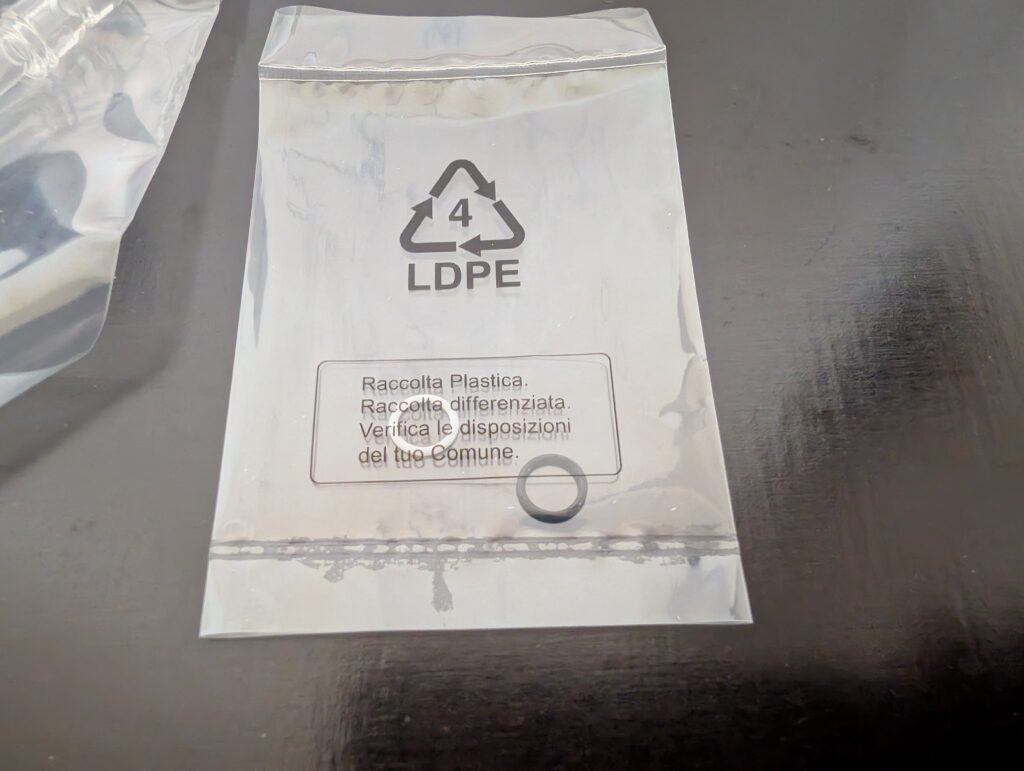 4
LDPE
Raccolta Plastica.
Raccolta differenziata.
Verifica le disposizioni
del tuo Comune.